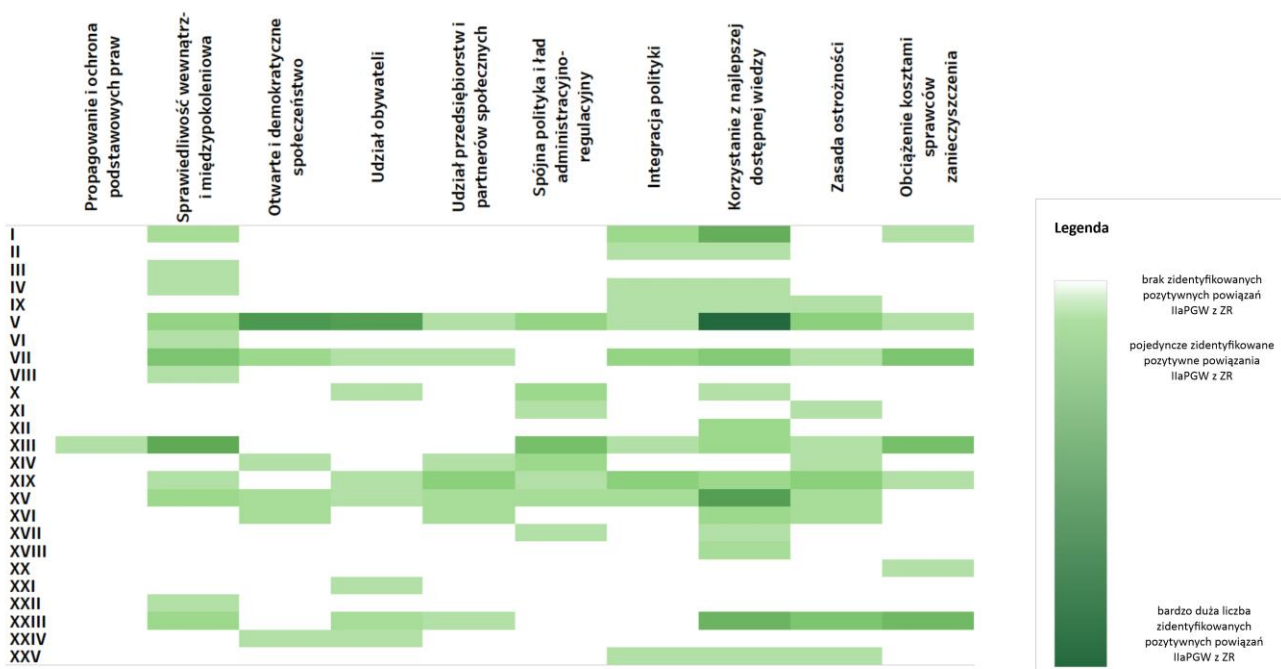 Propagowanie i ochrona
podstawowych praw
Sprawiedliwość wewnątrz-
i międzypokoleniowa
Otwarte i demokratyczne
społeczeństwo
Udział obywateli
Udział przedsiębiorstw i
partnerów społecznych
Spójna polityka i ład
administracyjno-
regulacyjny
Integracja polityki
Korzystanie z najlepszej
dostępnej wiedzy
Zasada ostrożności
Obciążenie kosztami
sprawców
zanieczyszczenia
I
II
III
IV
IX
V
VI
VII
VIII
X
XI
XII
XIII
XIV
XIX
XV
XVI
XVII
XVIII
XX
XXI
XXII
XXIII
XXIV
XXV
Legenda
brak zidentyfikowanych
pozytywnych powiązań
IIaPGW z ZR
pojedyncze zidentyfikowane
pozytywne powiązania
IIaPGW z ZR
bardzo duża liczba
zidentyfikowanych
pozytywnych powiązań
IIaPGW z ZR